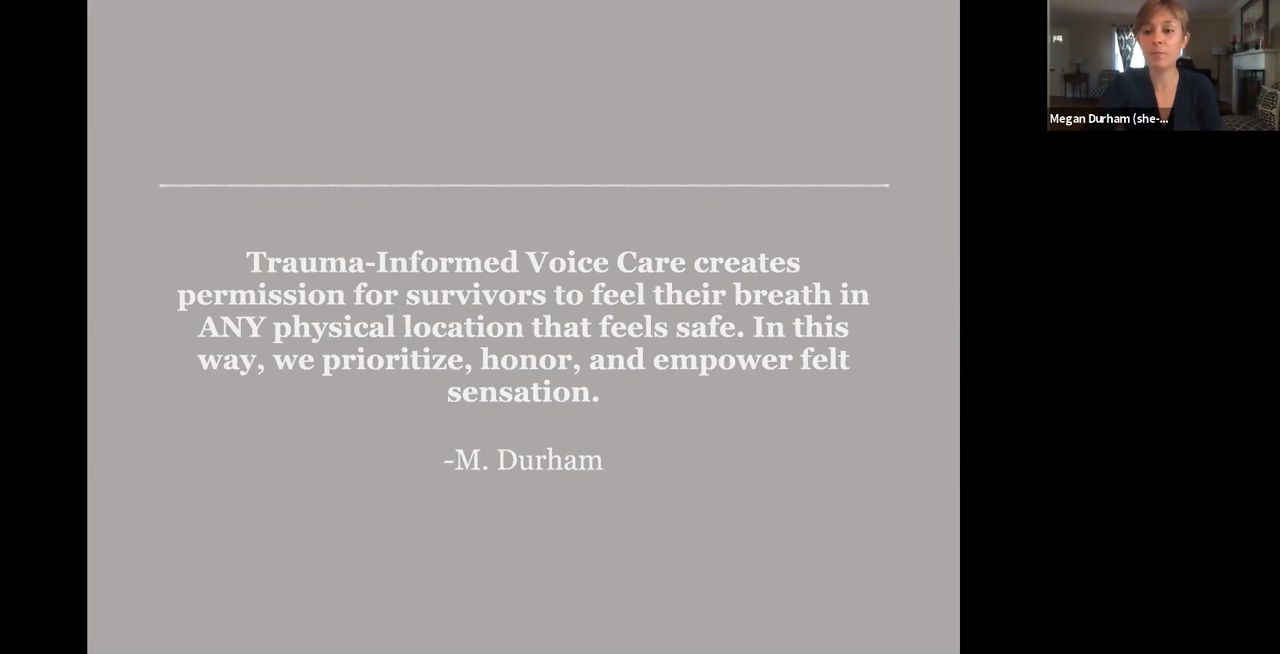 Trauma-Informed Voice Care creates
permission for survivors to feel their breath in
ANY physical location that feels safe. In this
way, we prioritize, honor, and empower felt
sensation.
-M. Durham
Megan Durham (she-...